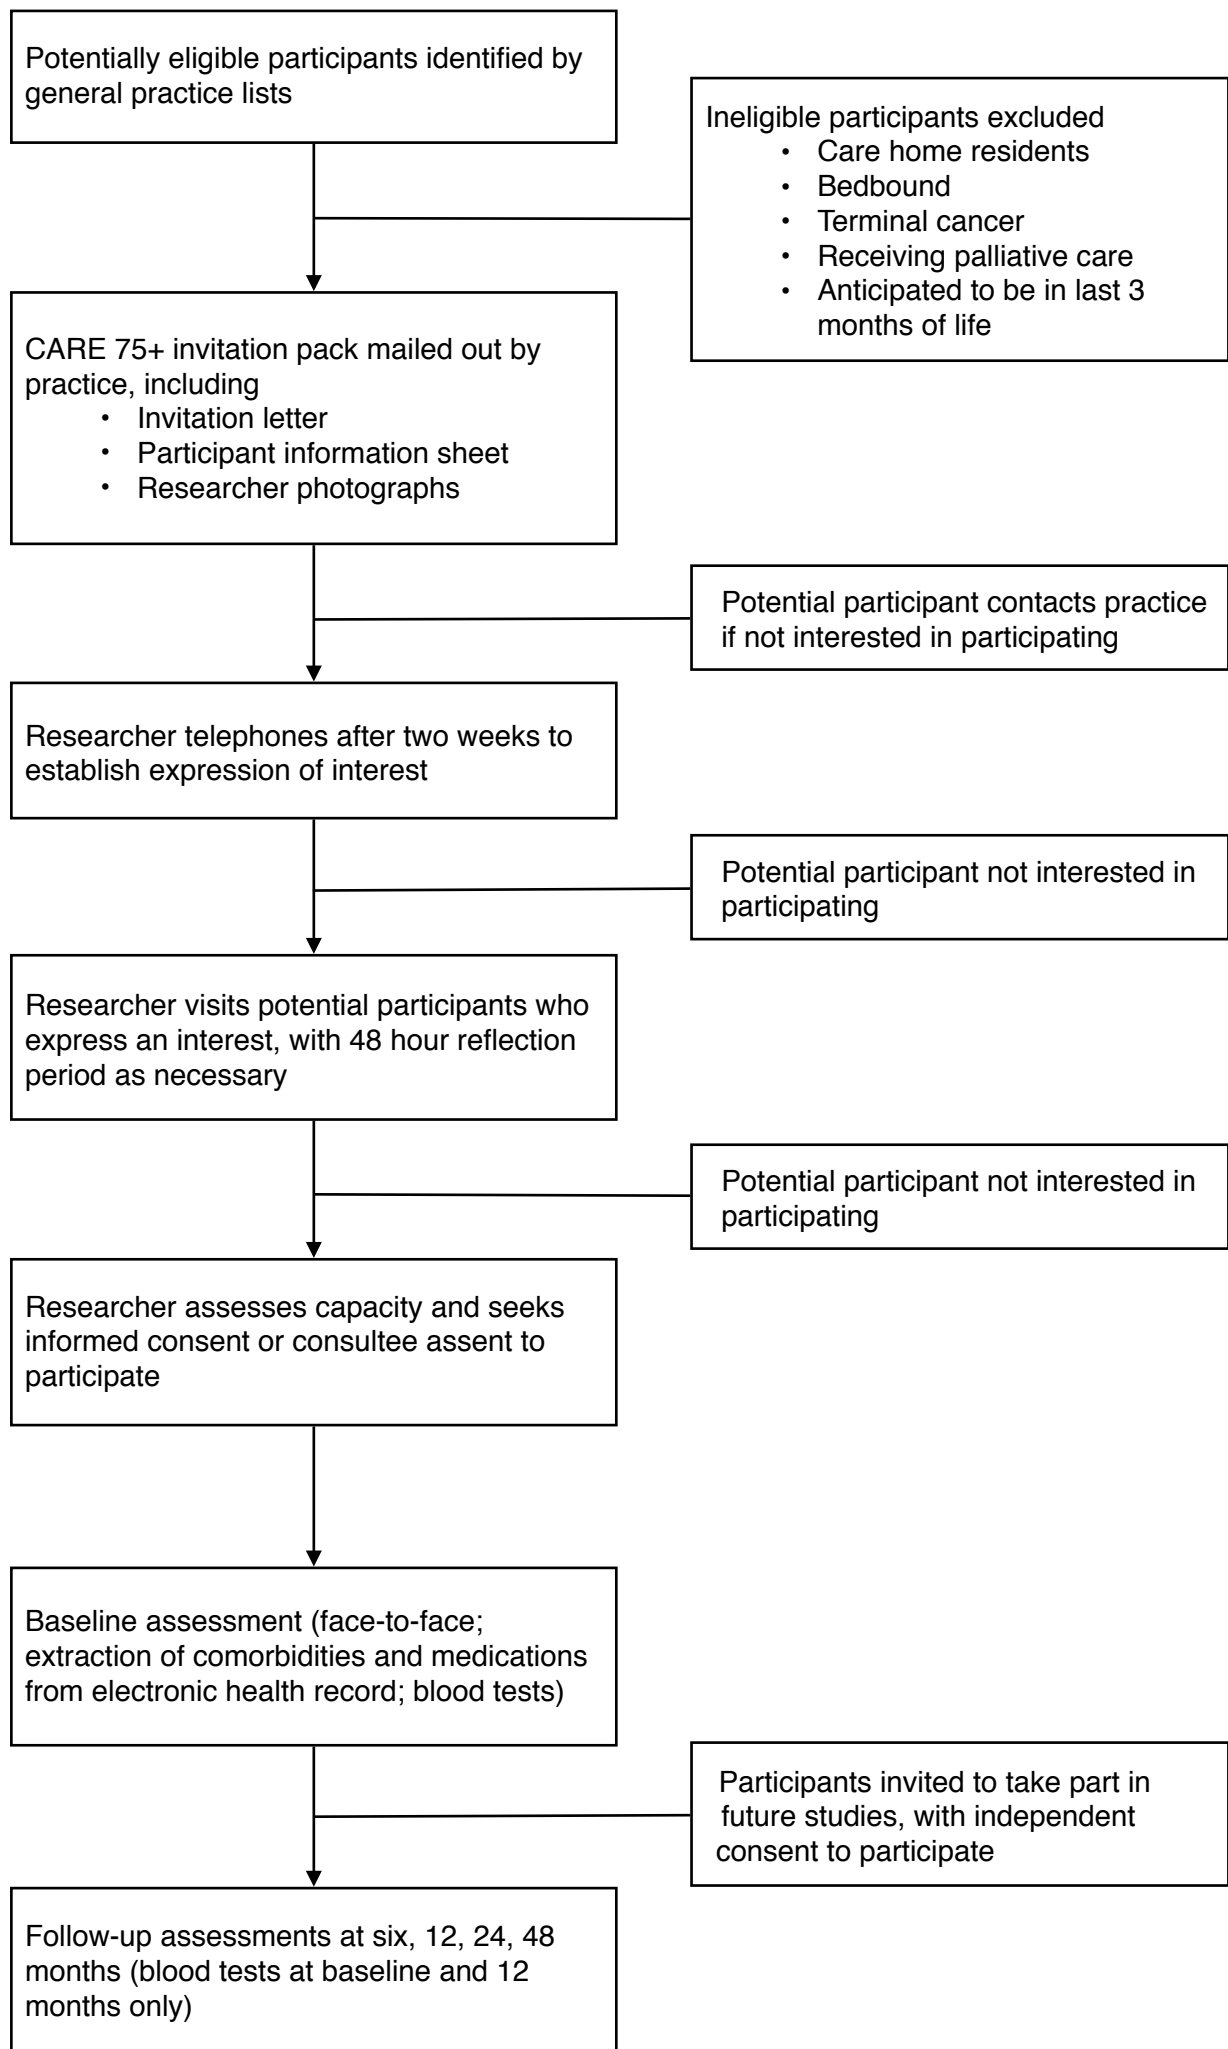 Potentially eligible participants identified by
general practice lists
Ineligible participants excluded
• Care home residents
• Bedbound
• Terminal cancer
• Receiving palliative care
• Anticipated to be in last 3
months of life
CARE 75+ invitation pack mailed out by
practice, including
• Invitation letter
• Participant information sheet
• Researcher photographs
Potential participant contacts practice
if not interested in participating
Researcher telephones after two weeks to
establish expression of interest
Potential participant not interested in
participating
Researcher visits potential participants who
express an interest, with 48 hour reflection
period as necessary
Potential participant not interested in
participating
Researcher assesses capacity and seeks
informed consent or consultee assent to
participate
Baseline assessment (face-to-face;
extraction of comorbidities and medications
from electronic health record; blood tests)
Participants invited to take part in
future studies, with independent
consent to participate
Follow-up assessments at six, 12, 24, 48
months (blood tests at baseline and 12
months only)